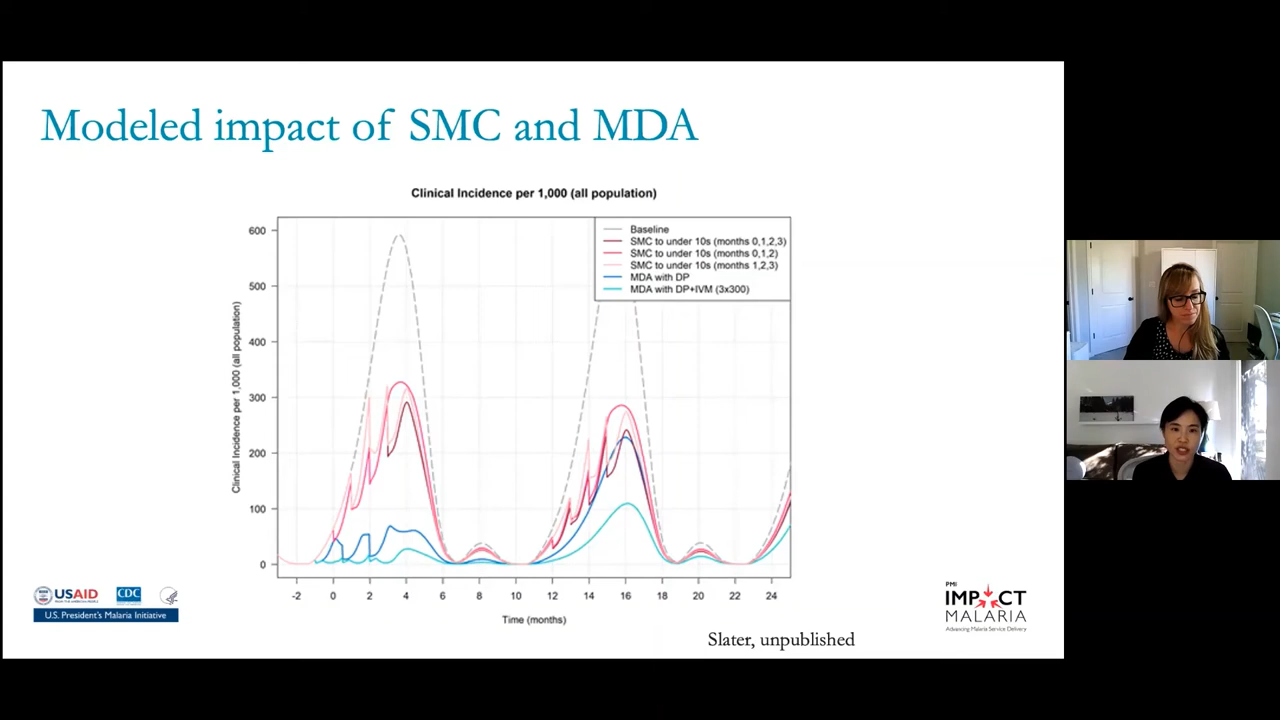 Modeled impact of SMC and MDA
Clinical Incidence per 1,000 (all population)
Clinical Incidence per 1,000 (all population)
600
500
400
300
200
100
0
Baseline
SMC to under 10s (months 0,1,2,3)
SMC to under 10s (months 0,1,2)
SMC to under 10s (months 1,2,3)
MDA with DP
MDA with DP+IVM (3x300)
-2 0 2 4 6 8 10 12 14 16 18 20 22 24
Time (months)
Slater, unpublished
USAID
CDC
U.S. President's Malaria Initiative
PMI
IMPACT
MALARIA
Advancing Malaria Service Delivery